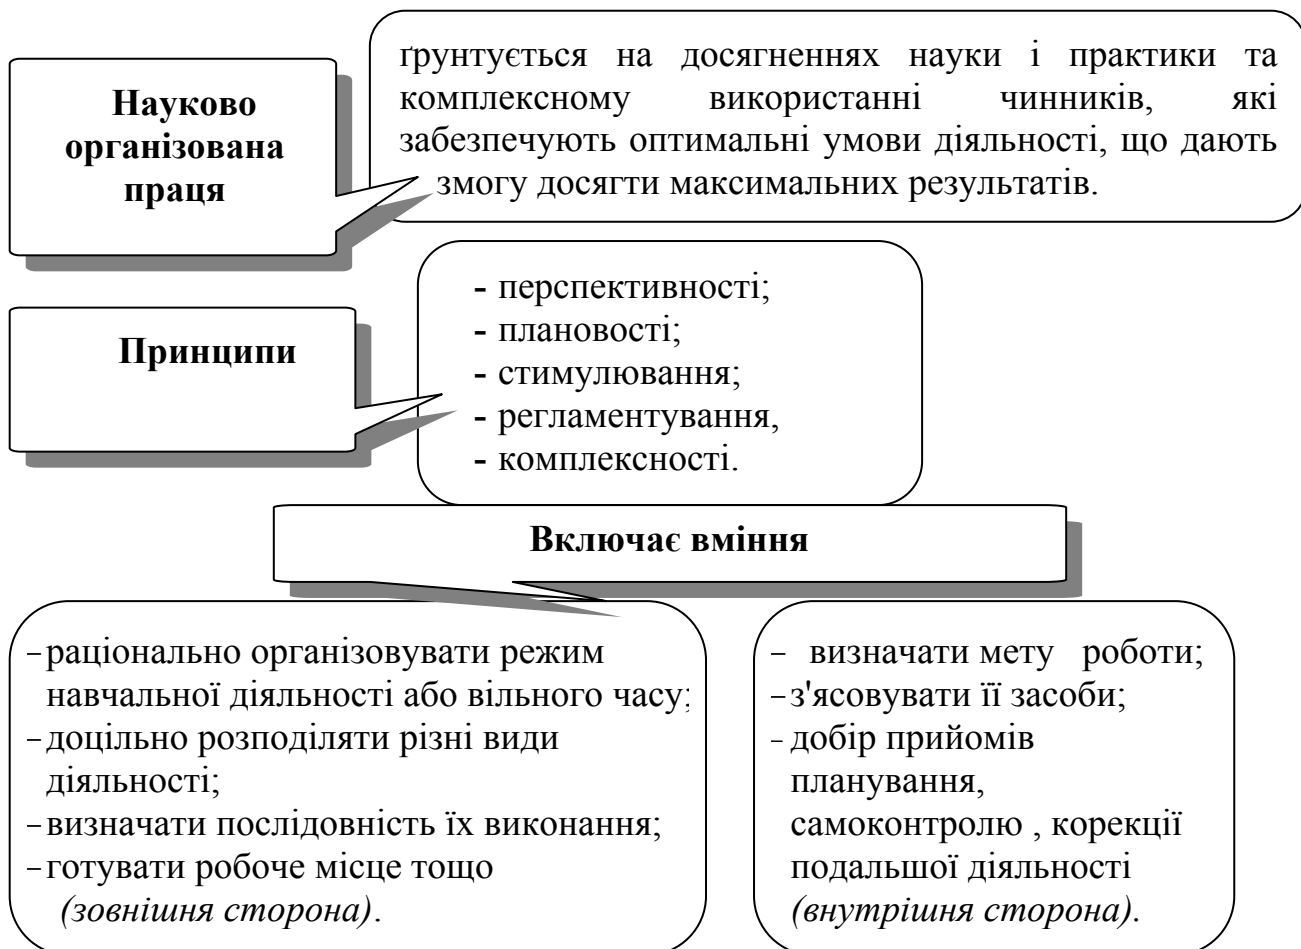 Науково
організована
праця
ґрунтується на досягненнях науки і практики та
комплексному використанні чинників, які
забезпечують оптимальні умови діяльності, що дають
змогу досягти максимальних результатів.
Принципи
- перспективності;
- плановості;
- стимулювання;
- регламентування,
- комплексності.
Включає вміння
–раціонально організовувати режим
навчальної діяльності або вільного часу;
–доцільно розподіляти різні види
діяльності;
–визначати послідовність їх виконання;
–готувати робоче місце тощо
(зовнішня сторона).
– визначати мету роботи;
–з'ясовувати її засоби;
– добір прийомів
планування,
самоконтролю , корекції
подальшої діяльності
(внутрішня сторона).